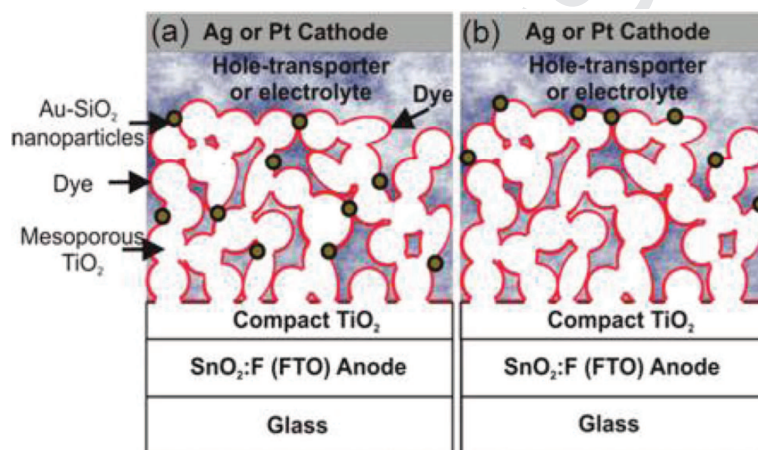 (a) Ag or Pt Cathode
Hole-transporter
or electrolyte
Dye
Au-SiO₂
nanoparticles
Dye
Mesoporous
TiO₂
Compact TiO₂
SnO₂:F (FTO) Anode
Glass
(b) Ag or Pt Cathode
Hole-transporter
or electrolyte
Compact TiO₂
SnO₂:F (FTO) Anode
Glass